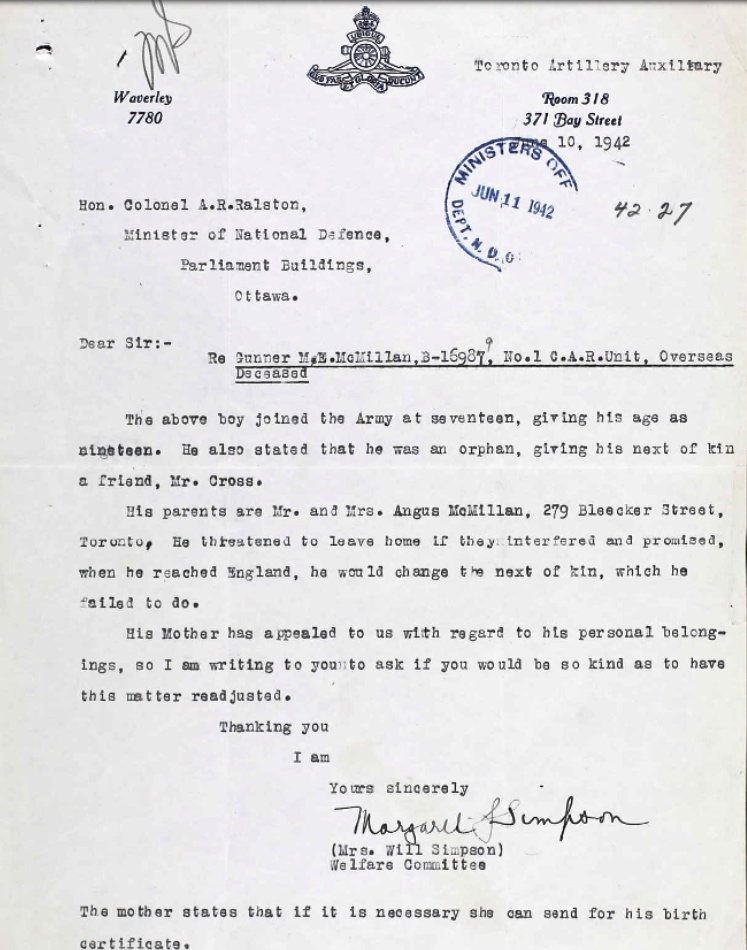 Toronto Artillery Auxiliary
Waverley
7780
Room 318
371 Bay Street
10, 1942
MINISTERS OFF
JUN 11 1942
DEPT. N. D. O.
42.27
Hon. Colonel A.R.Ralston,
Minister of National Defence,
Parliament Buildings,
Ottawa.
Dear Sir:-
Re Gunner M.E.McMillan,B-169879, No.1 C.A.R.Unit, Overseas
Deceased
The above boy joined the Army at seventeen, giving his age as
nineteen. He also stated that he was an orphan, giving his next of kin
a friend, Mr. Cross.
His parents are Mr. and Mrs. Angus McMillan, 279 Bleecker Street,
Toronto, He threatened to leave home if they interfered and promised,
when he reached England, he would change the next of kin, which he
failed to do.
His Mother has appealed to us with regard to his personal belong-
ings, so I am writing to you to ask if you would be so kind as to have
this matter readjusted.
Thanking you
I am
Yours sincerely
Margaret Simpson
(Mrs. Will Simpson)
Welfare Committee
The mother states that if it is necessary she can send for his birth
certificate.